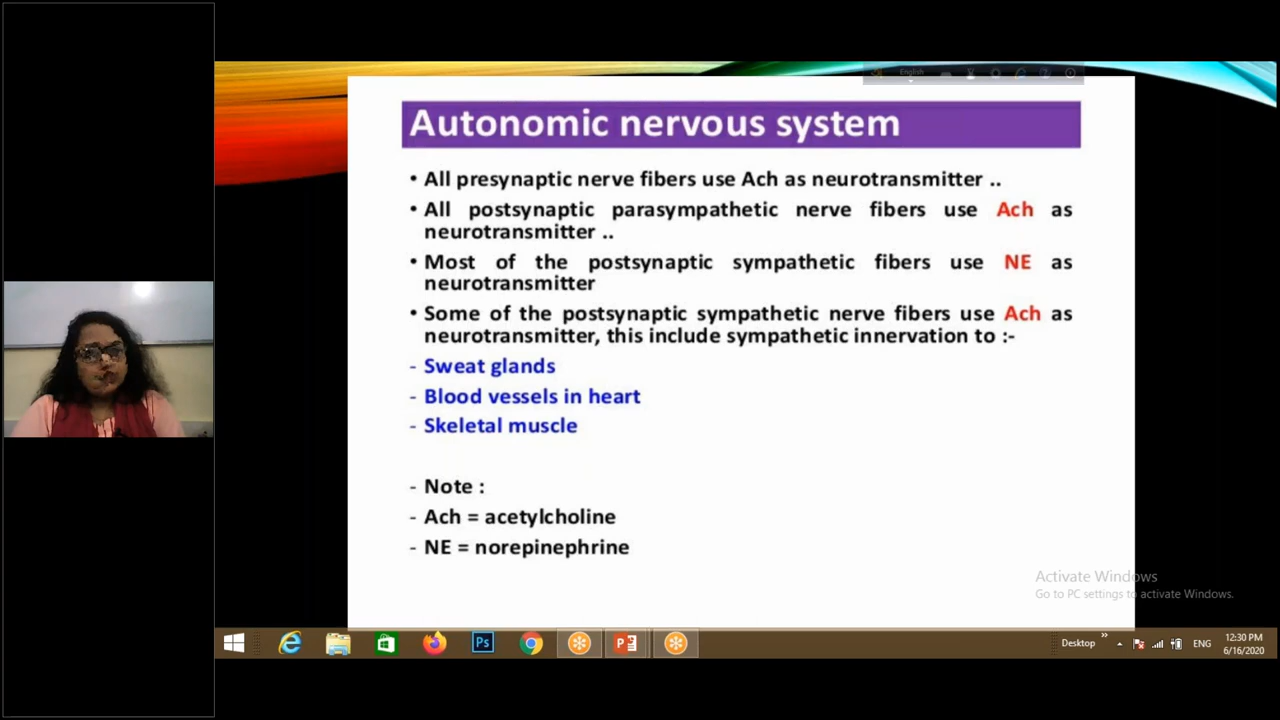 English
Autonomic nervous system
• All presynaptic nerve fibers use Ach as neurotransmitter ..
• All postsynaptic parasympathetic nerve fibers use Ach as
neurotransmitter ..
• Most of the postsynaptic sympathetic fibers use NE as
neurotransmitter
• Some of the postsynaptic sympathetic nerve fibers use Ach as
neurotransmitter, this include sympathetic innervation to :-
- Sweat glands
- Blood vessels in heart
- Skeletal muscle
- Note :
- Ach = acetylcholine
- NE = norepinephrine
Activate Windows
Go to PC settings to activate Windows.
Ps
P
Desktop
ENG
12:30 PM
6/16/2020